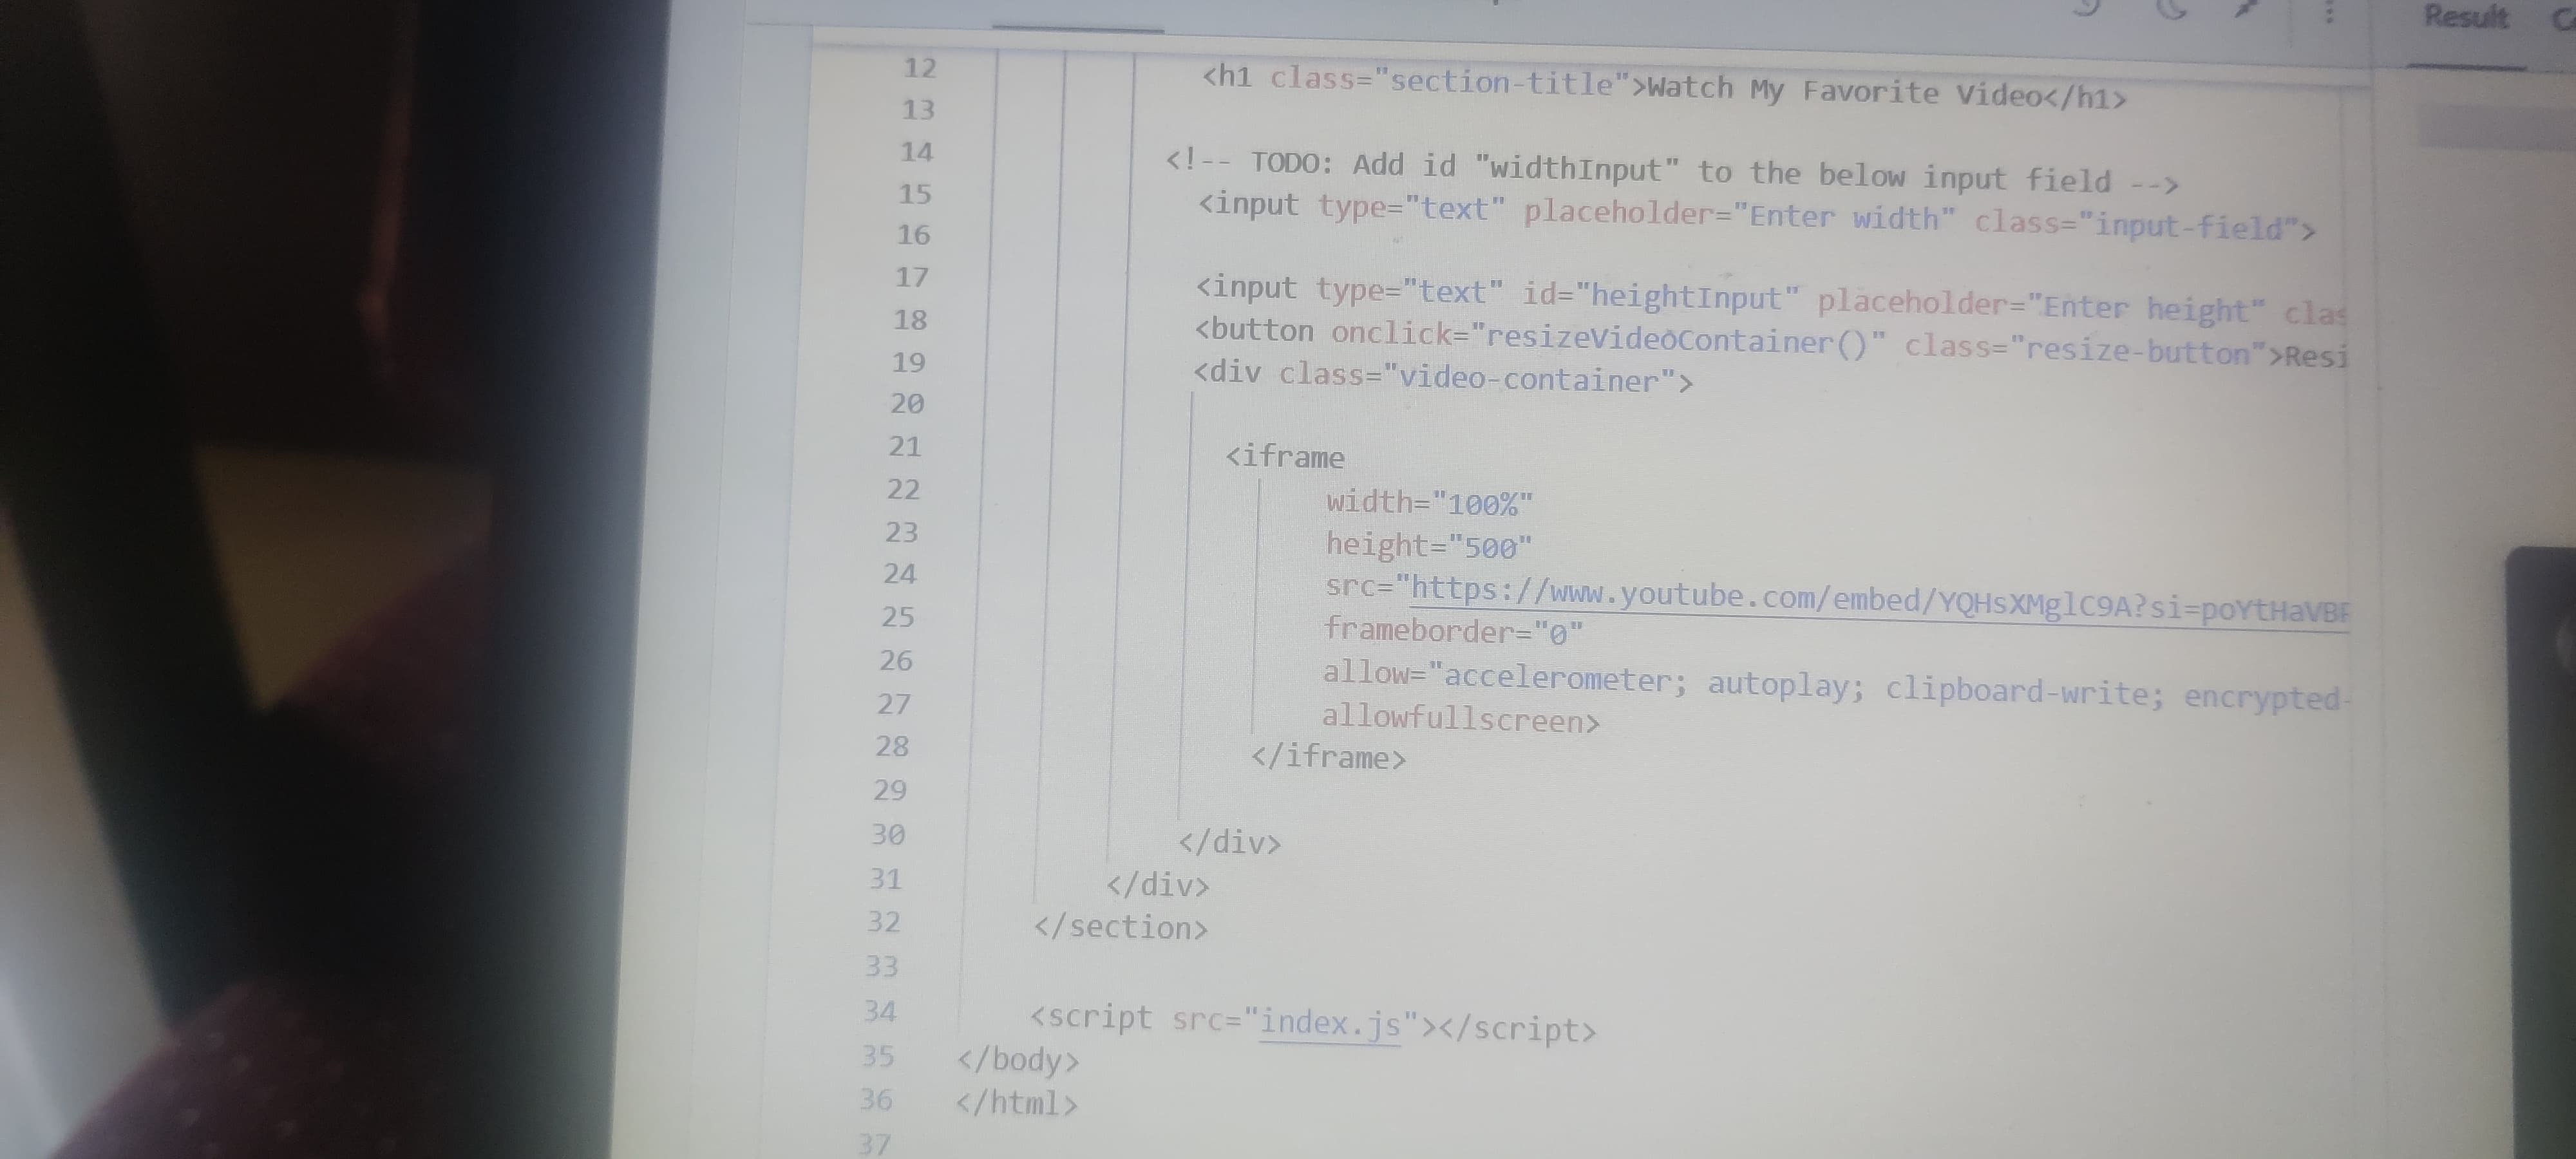 Result
12 <h1 class="section-title">Watch My Favorite Video</h1>
13
14 <!-- TODO: Add id "widthInput" to the below input field -->
15 <input type="text" placeholder="Enter width" class="input-field">
16
17 <input type="text" id="heightInput" placeholder="Enter height" clas
18 <button onclick="resizeVideoContainer()" class="resize-button">Resi
19 <div class="video-container">
20
21 <iframe
22 width="100%"
23 height="500"
24 src="https://www.youtube.com/embed/YQHsXMglC9A?si=poYtHaVBF
25 frameborder="0"
26 allow="accelerometer; autoplay; clipboard-write; encrypted-
27 allowfullscreen>
28 </iframe>
29
30 </div>
31 </div>
32 </section>
33
34 <script src="index.js"></script>
35 </body>
36 </html>
37